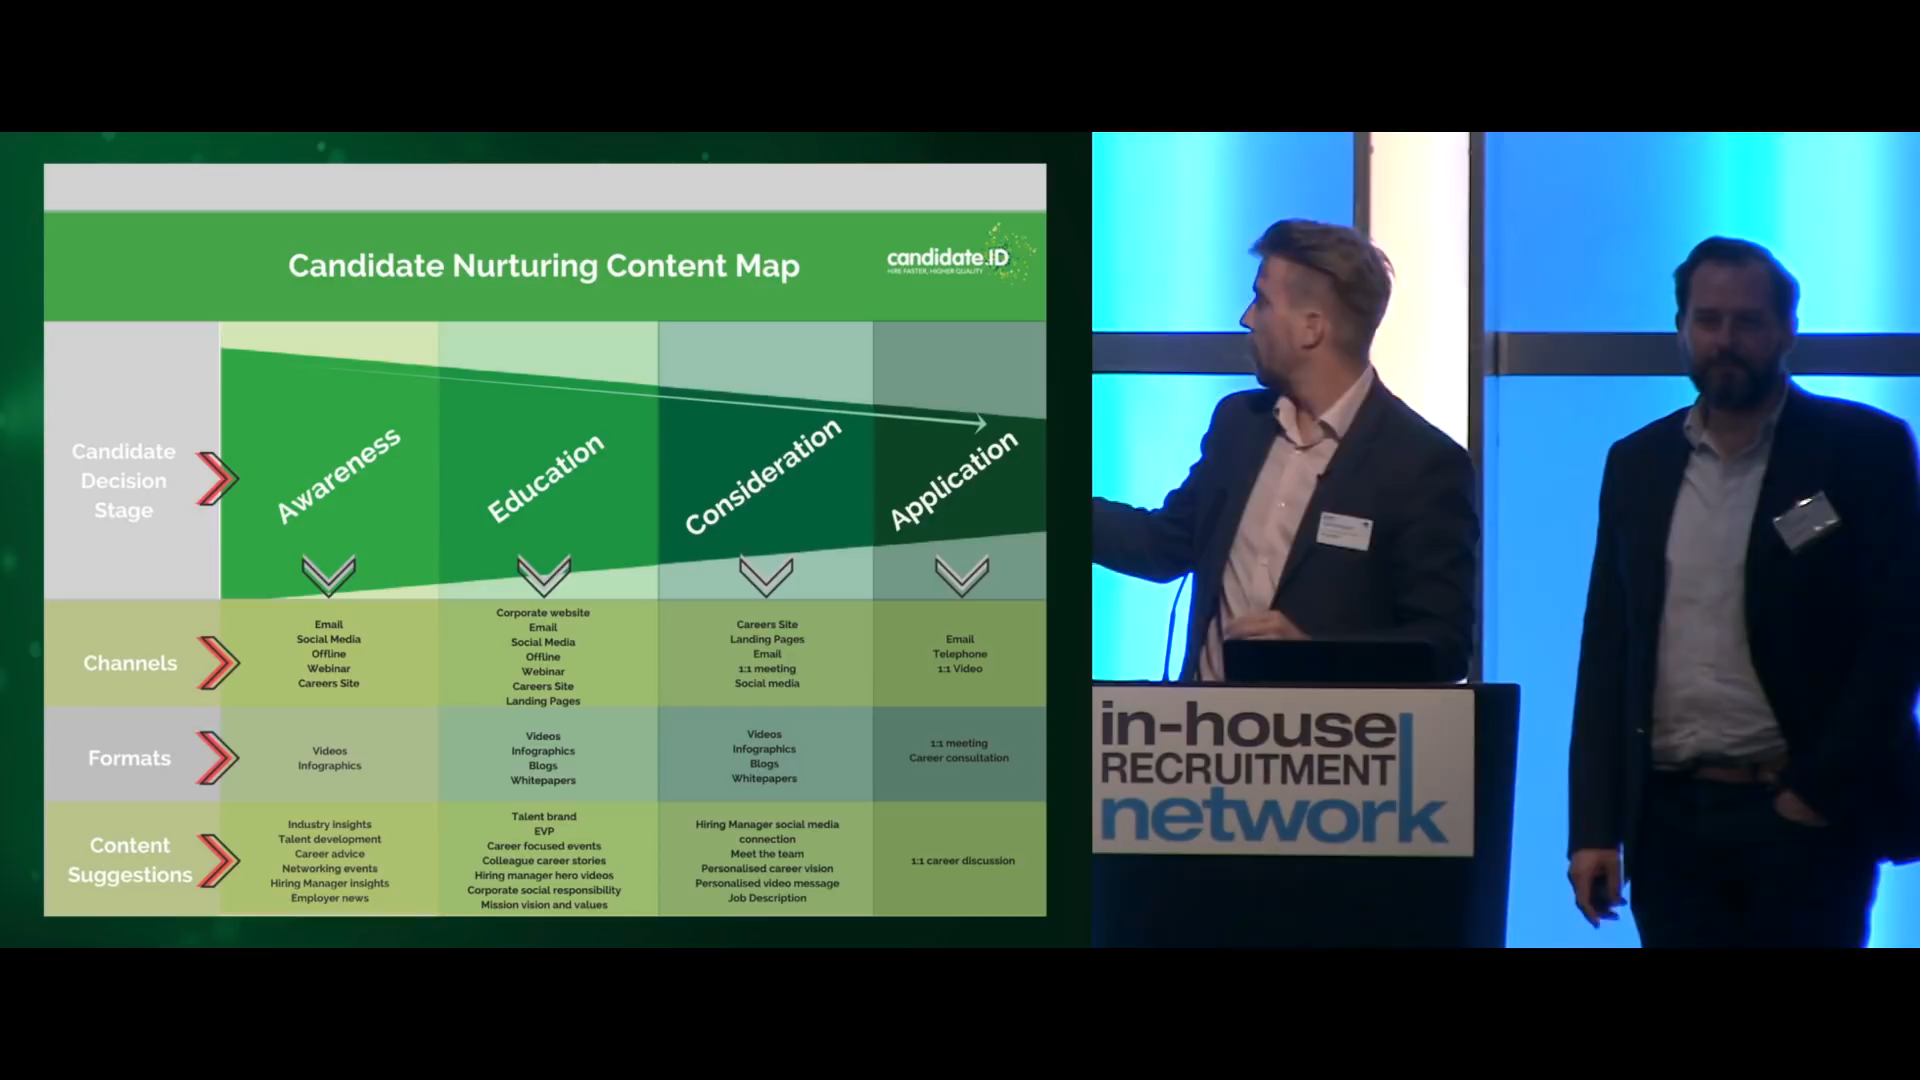 Candidate Nurturing Content Map
candidate.ID
HIRE FASTER, HIGHER QUALITY
Candidate
Decision
Stage
Awareness
Education
Consideration
Application
Channels
Email
Social Media
Offline
Webinar
Careers Site
Corporate website
Email
Social Media
Offline
Webinar
Careers Site
Landing Pages
Careers Site
Landing Pages
Email
1:1 meeting
Social media
Email
Telephone
1:1 Video
Formats
Videos
Infographics
Videos
Infographics
Blogs
Whitepapers
Videos
Infographics
Blogs
Whitepapers
1:1 meeting
Career consultation
Content
Suggestions
Industry insights
Talent development
Career advice
Networking events
Hiring Manager insights
Employer news
Talent brand
EVP
Career focused events
Colleague career stories
Hiring manager hero videos
Corporate social responsibility
Mission vision and values
Hiring Manager social media
connection
Meet the team
Personalised career vision
Personalised video message
Job Description
1:1 career discussion
in-house
RECRUITMENT
network